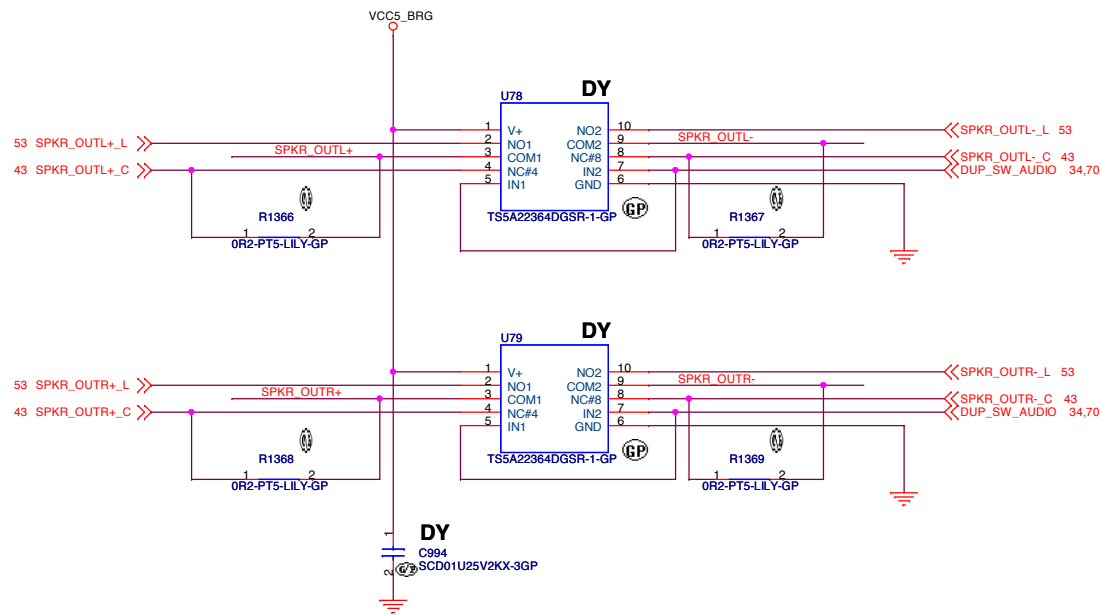 VCC5_BRG
U78
DY
53 SPKR_OUTL+_L
43 SPKR_OUTL+_C
SPKR_OUTL+
1 V+
2 NO1
3 COM1
4 NC#4
5 IN1
NO2 10
COM2 9
NC#8 8
IN2 7
GND 6
TS5A22364DGSR-1-GP
GP
SPKR_OUTL-
SPKR_OUTL-_L 53
SPKR_OUTL-_C 43
DUP_SW_AUDIO 34,70
R1366
1 2
0R2-PT5-LILY-GP
R1367
1 2
0R2-PT5-LILY-GP
U79
DY
53 SPKR_OUTR+_L
43 SPKR_OUTR+_C
SPKR_OUTR+
1 V+
2 NO1
3 COM1
4 NC#4
5 IN1
NO2 10
COM2 9
NC#8 8
IN2 7
GND 6
TS5A22364DGSR-1-GP
GP
SPKR_OUTR-
SPKR_OUTR-_L 53
SPKR_OUTR-_C 43
DUP_SW_AUDIO 34,70
R1368
1 2
0R2-PT5-LILY-GP
R1369
1 2
0R2-PT5-LILY-GP
DY
1
C994
SCD01U25V2KX-3GP
2